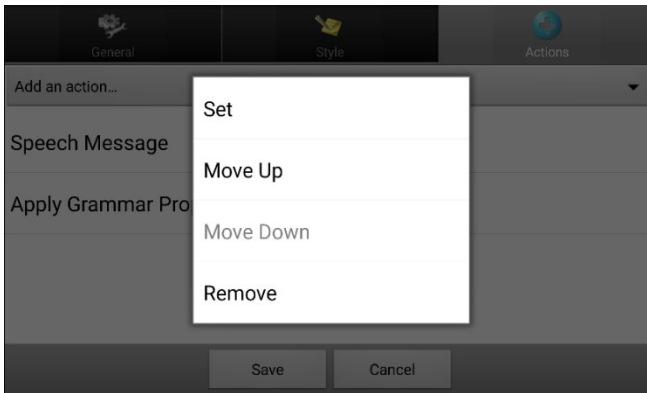 General Style Actions
Add an action...
Speech Message
Apply Grammar Pro
Set
Move Up
Move Down
Remove
Save Cancel